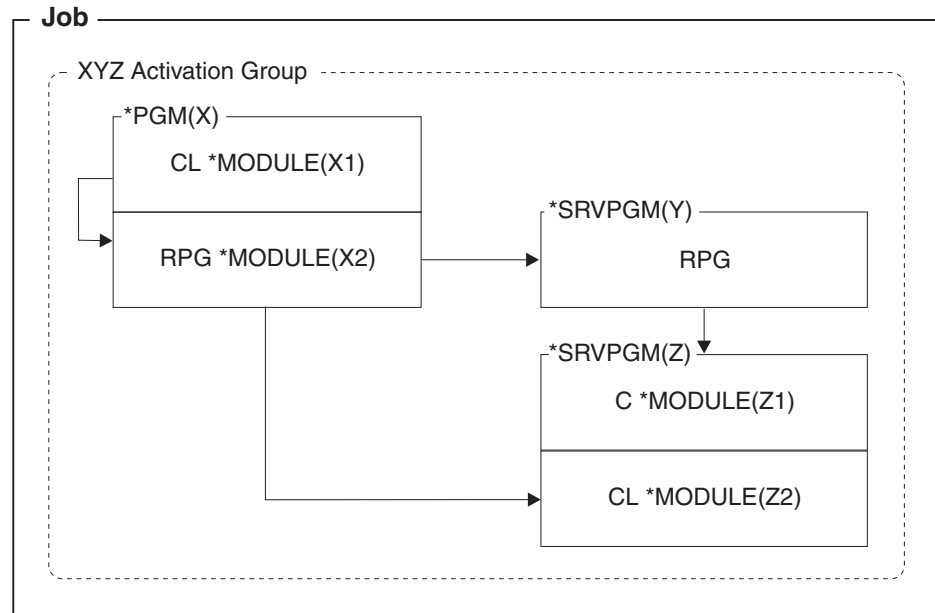 Job
XYZ Activation Group
*PGM(X)
CL *MODULE(X1)
RPG *MODULE(X2)
*SRVPGM(Y)
RPG
*SRVPGM(Z)
C *MODULE(Z1)
CL *MODULE(Z2)